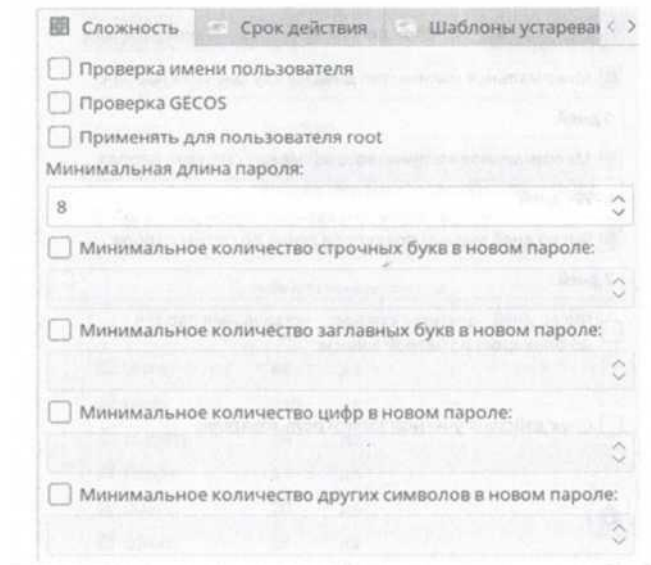 Сложность Срок действия Шаблоны устарева
Проверка имени пользователя
Проверка GECOS
Применять для пользователя root
Минимальная длина пароля:
8
Минимальное количество строчных букв в новом пароле:
Минимальное количество заглавных букв в новом пароле:
Минимальное количество цифр в новом пароле:
Минимальное количество других символов в новом пароле: